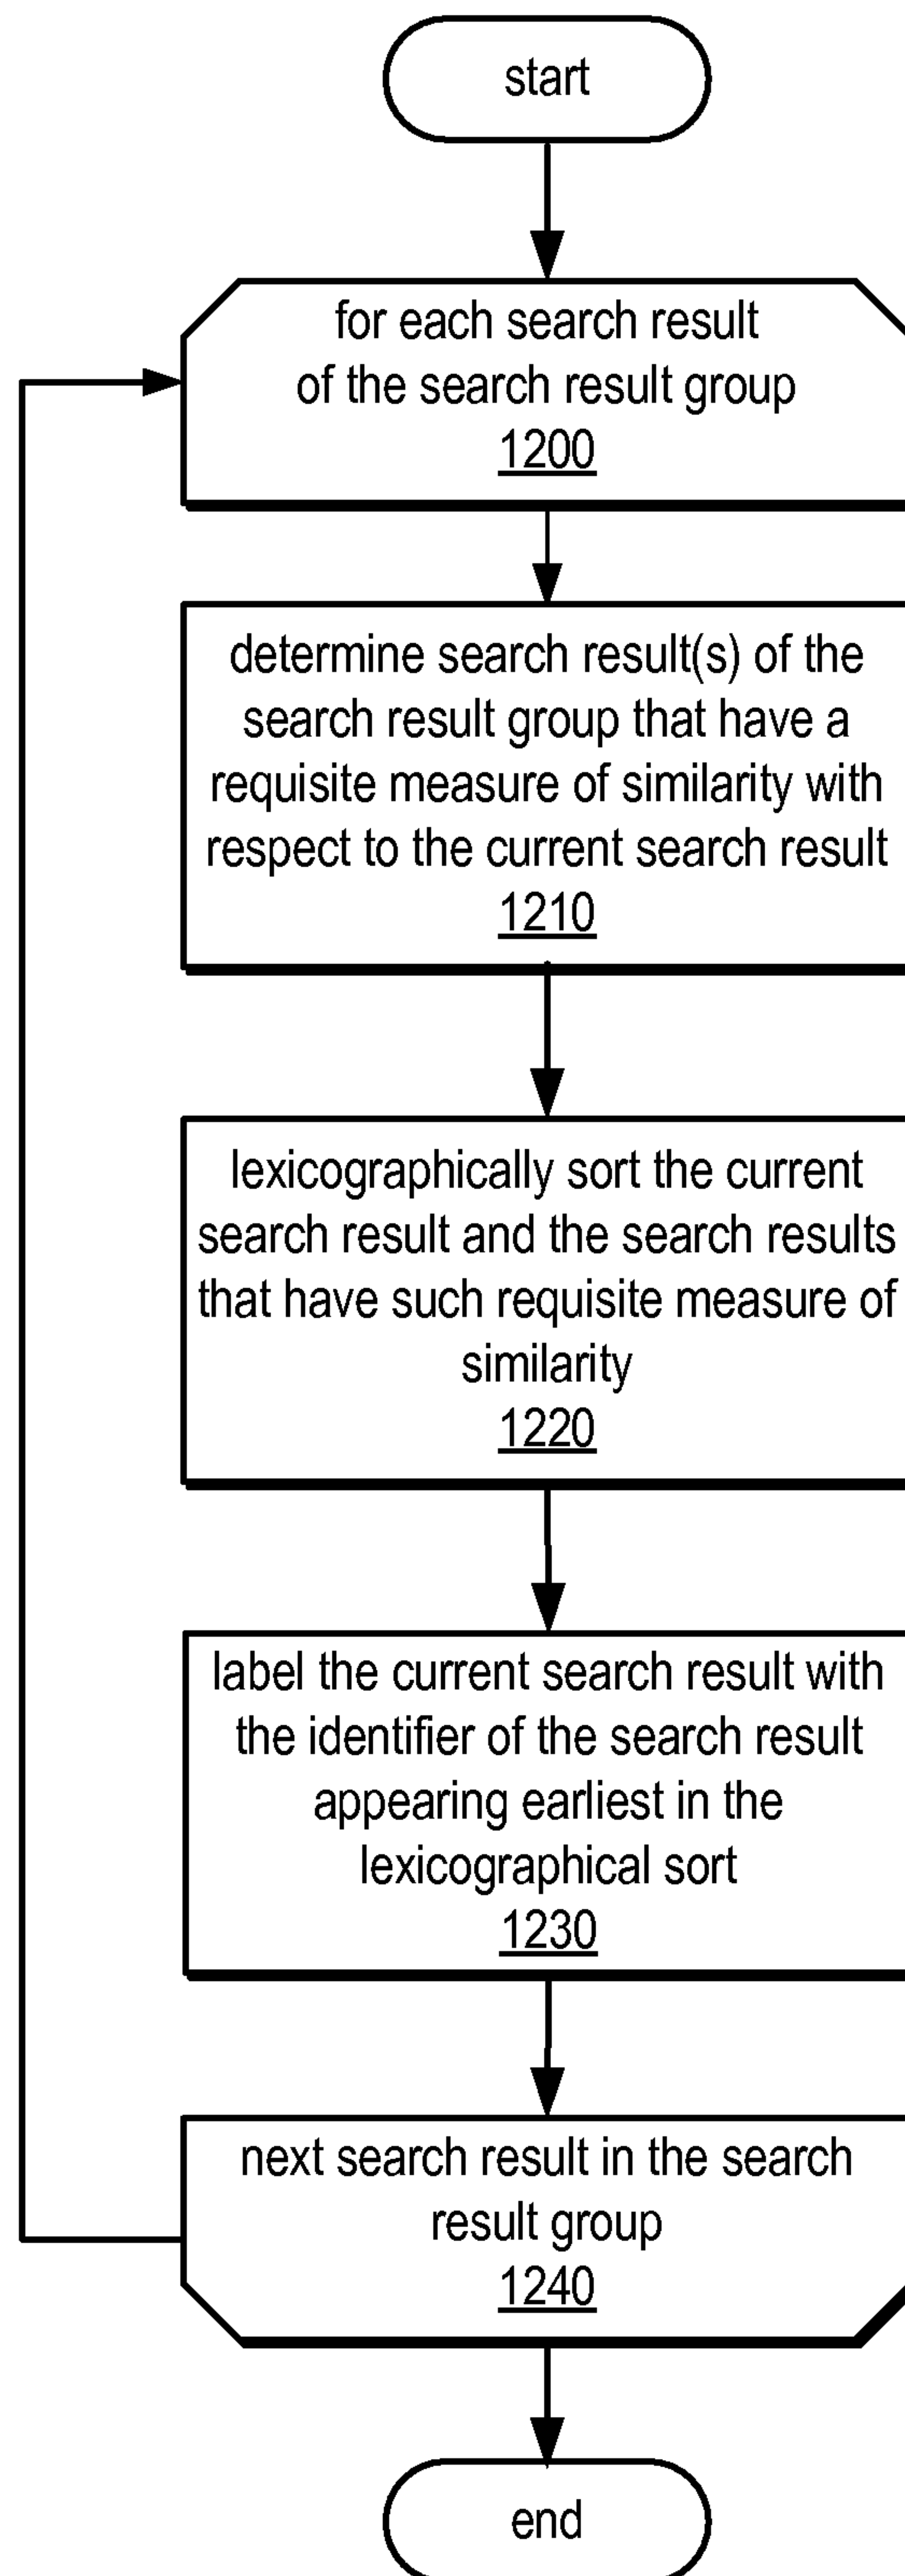 start
for each search result
of the search result group
1200
determine search result(s) of the
search result group that have a
requisite measure of similarity with
respect to the current search result
1210
lexicographically sort the current
search result and the search results
that have such requisite measure of
similarity
1220
label the current search result with
the identifier of the search result
appearing earliest in the
lexicographical sort
1230
next search result in the search
result group
1240
end